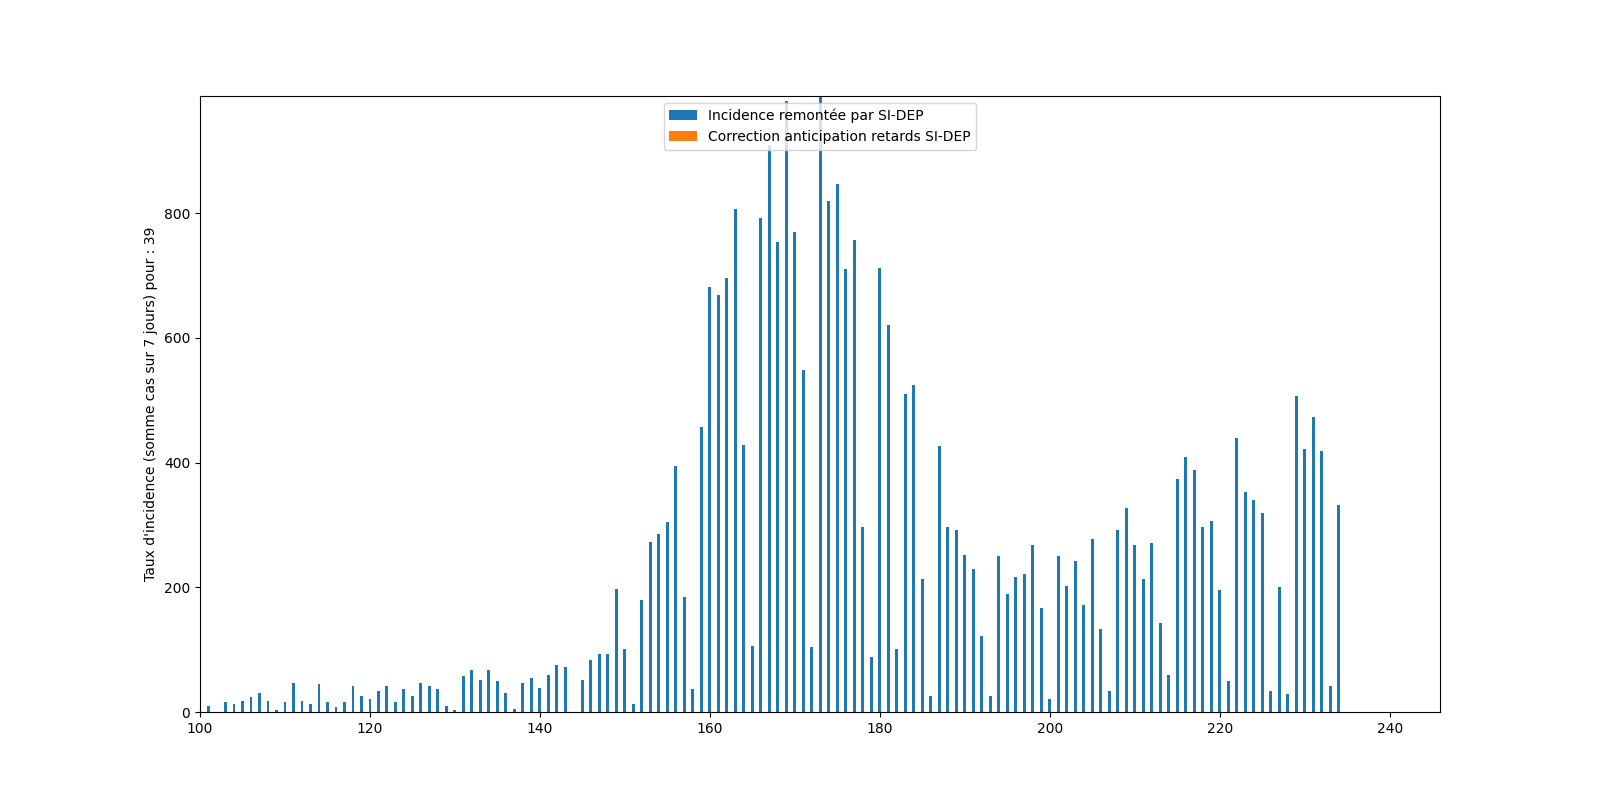 Incidence remontée par SI-DEP
Correction anticipation retards SI-DEP
Taux d'incidence (somme cas sur 7 jours) pour : 39
800
600
400
200
0
100 120 140 160 180 200 220 240